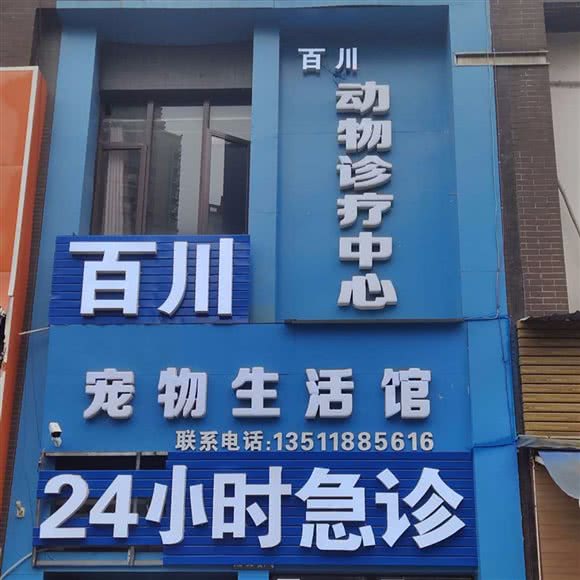 百川
动物诊疗中心
百川
宠物生活馆
联系电话:13511885616
24小时急诊